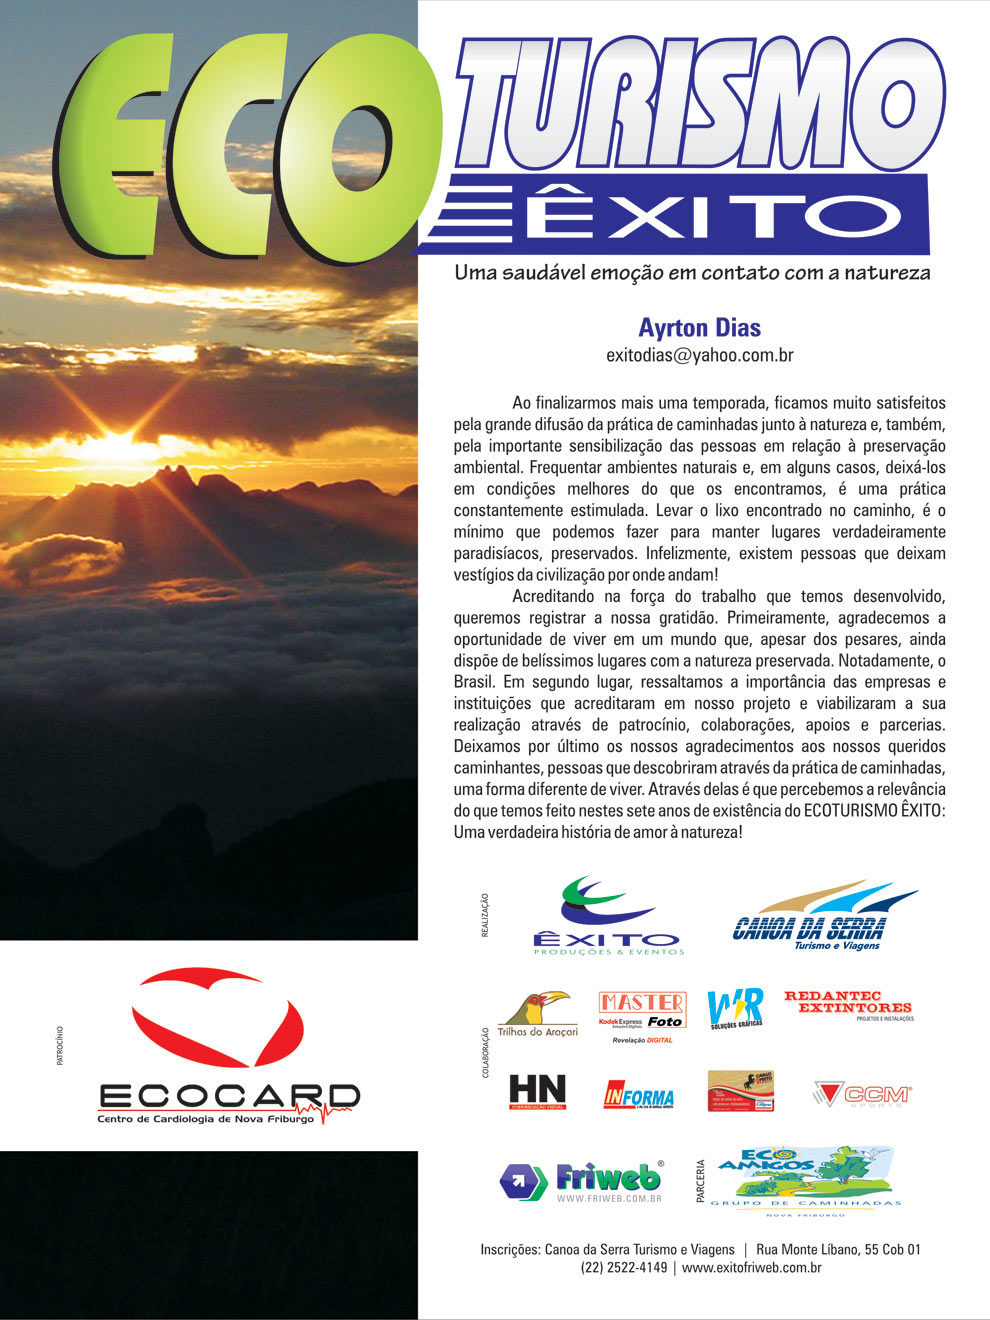 ECOTURISMO
ÊXITO
Uma saudável emoção em contato com a natureza
Ayrton Dias
exitodias@yahoo.com.br
Ao finalizarmos mais uma temporada, ficamos muito satisfeitos
pela grande difusão da prática de caminhadas junto à natureza e, também,
pela importante sensibilização das pessoas em relação à preservação
ambiental. Frequentar ambientes naturais e, em alguns casos, deixá-los
em condições melhores do que os encontramos, é uma prática
constantemente estimulada. Levar o lixo encontrado no caminho, é o
mínimo que podemos fazer para manter lugares verdadeiramente
paradisíacos, preservados. Infelizmente, existem pessoas que deixam
vestígios da civilização por onde andam!
Acreditando na força do trabalho que temos desenvolvido,
queremos registrar a nossa gratidão. Primeiramente, agradecemos a
oportunidade de viver em um mundo que, apesar dos pesares, ainda
dispõe de belíssimos lugares com a natureza preservada. Notadamente, o
Brasil. Em segundo lugar, ressaltamos a importância das empresas e
instituições que acreditaram em nosso projeto e viabilizaram a sua
realização através de patrocínio, colaborações, apoios e parcerias.
Deixamos por último os nossos agradecimentos aos nossos queridos
caminhantes, pessoas que descobriram através da prática de caminhadas,
uma forma diferente de viver. Através delas é que percebemos a relevância
do que temos feito nestes sete anos de existência do ECOTURISMO ÊXITO:
Uma verdadeira história de amor à natureza!
REALIZAÇÃO
ÊXITO
PRODUÇÕES & EVENTOS
CANOA DA SERRA
Turismo e Viagens
PATROCÍNIO
ECOCARD
Centro de Cardiologia de Nova Friburgo
COLABORAÇÃO
Trilhas do Araçari
MASTER
KodakExpress
Soluções Digitais
Foto
Revelação DIGITAL
WR
SOLUÇÕES GRÁFICAS
REDANTEC
EXTINTORES
PROJETOS E INSTALAÇÕES
HN
COMUNICAÇÃO VISUAL
INFORMA
CCM®
SPORTS
Friweb®
WWW.FRIWEB.COM.BR
PARCERIA
ECO
AMIGOS
GRUPO DE CAMINHADAS
NOVA FRIBURGO
Inscrições: Canoa da Serra Turismo e Viagens | Rua Monte Líbano, 55 Cob 01
(22) 2522-4149 | www.exitofriweb.com.br